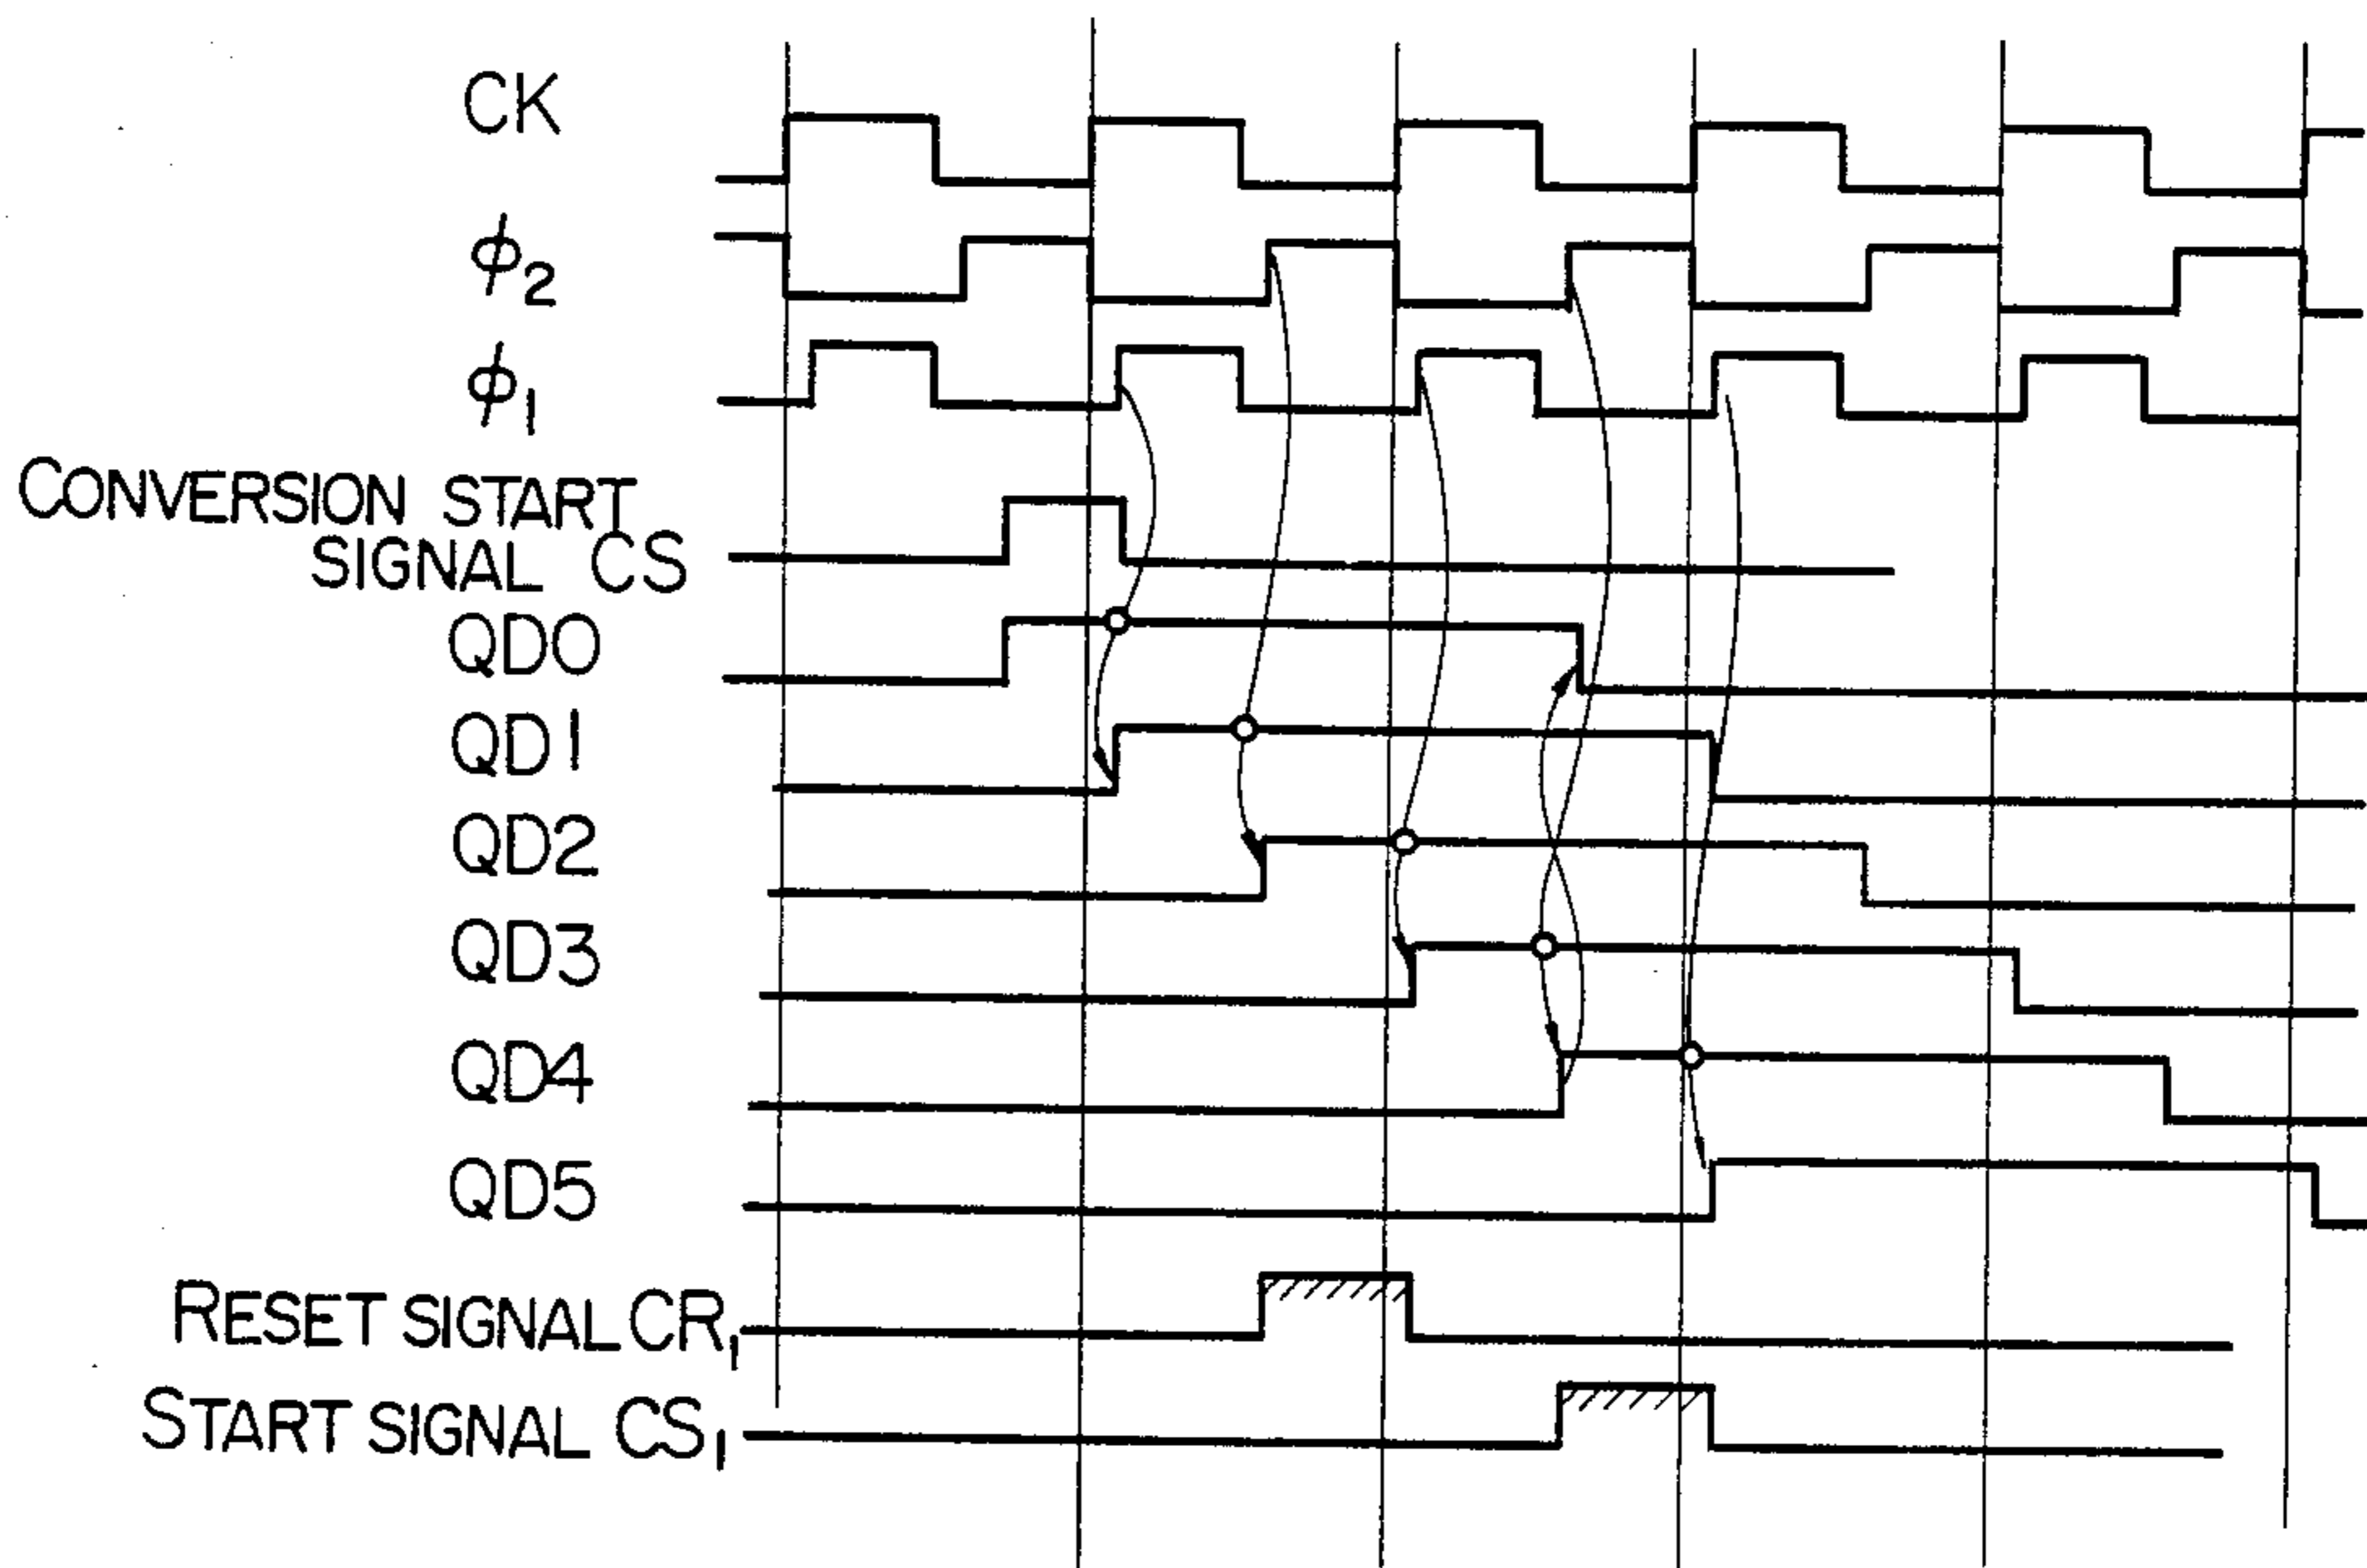 CK
ϕ2
ϕ1
CONVERSION START
SIGNAL CS
QD0
QD1
QD2
QD3
QD4
QD5
RESET SIGNAL CR1
START SIGNAL CS1